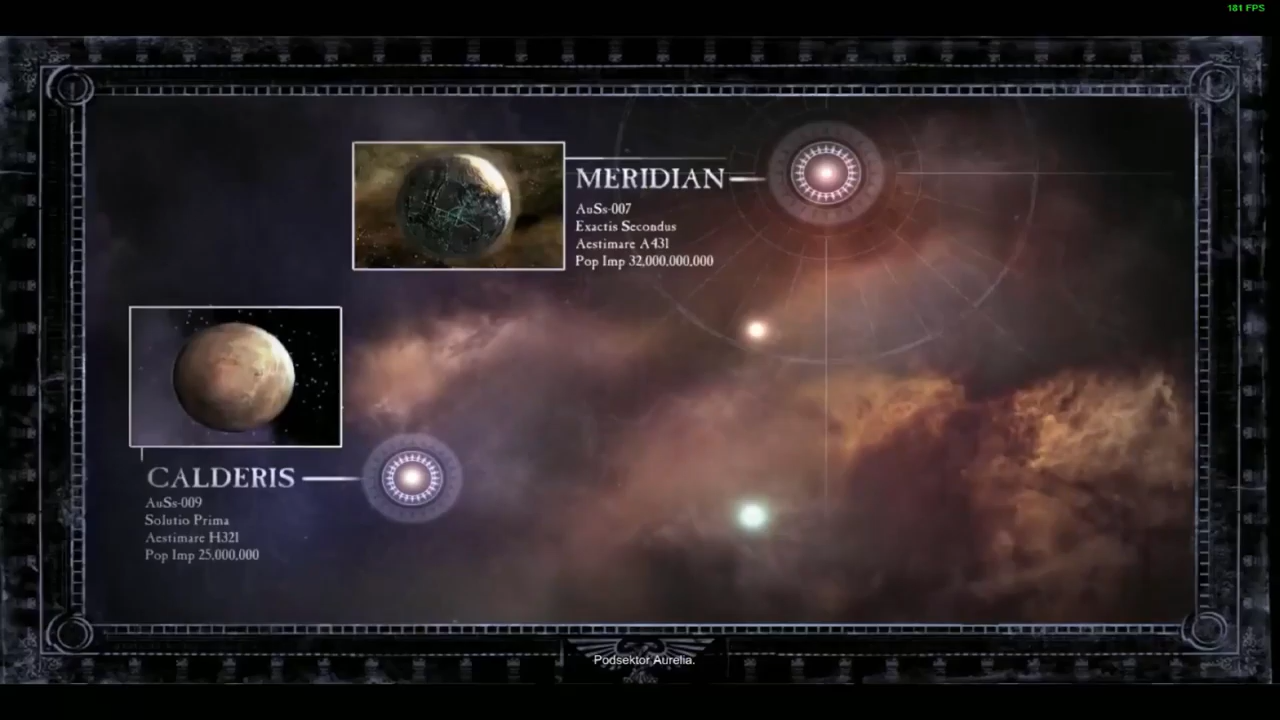 181 FPS
MERIDIAN
AuSs-007
Exactis Secondus
Aestimare A431
Pop Imp 32,000,000,000
CALDERIS
AuSs-009
Solutio Prima
Aestimare H321
Pop Imp 25,000,000
Podsektor Aurelia.